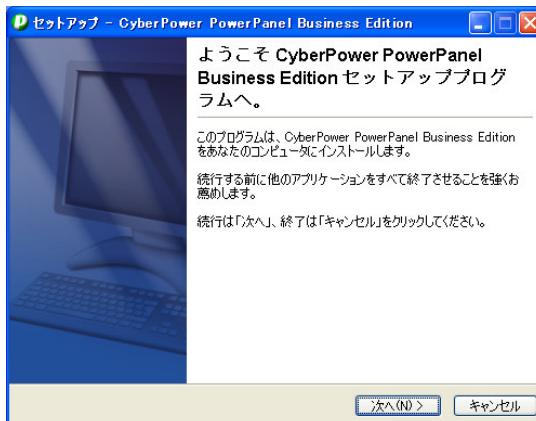 セットアップ - CyberPower PowerPanel Business Edition
ようこそ CyberPower PowerPanel
Business Edition セットアッププログ
ラムへ。
このプログラムは、CyberPower PowerPanel Business Edition
をあなたのコンピュータにインストールします。
続行する前に他のアプリケーションをすべて終了させることを強くお
薦めします。
続行は「次へ」、終了は「キャンセル」をクリックしてください。
次へ(N) >
キャンセル